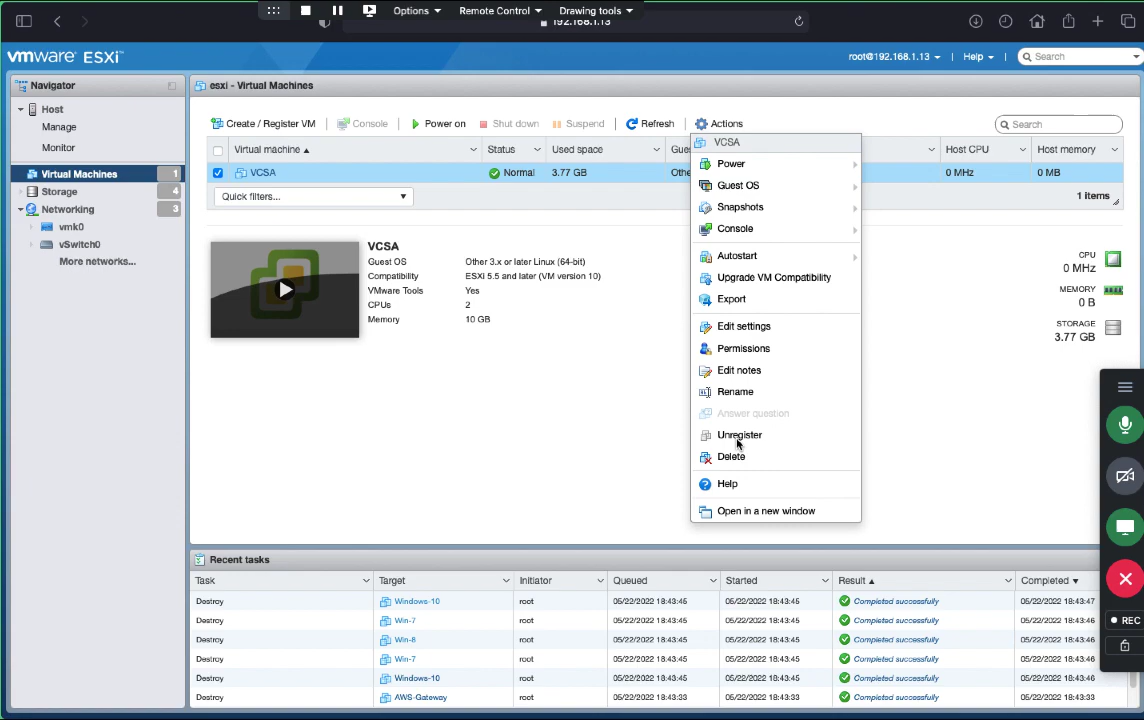 Options
Remote Control
Drawing tools
192.168.1.13
vmware ESXi
root@192.168.1.13
Help
Search
Navigator
Host
Manage
Monitor
Virtual Machines 1
Storage 4
Networking 3
vmk0
vSwitch0
More networks...
esxi - Virtual Machines
Create / Register VM
Console
Power on
Shut down
Suspend
Refresh
Actions
Search
Virtual machine
Status
Used space
Host CPU
Host memory
VCSA
Normal
3.77 GB
0 MHz
0 MB
Quick filters...
1 items
VCSA
Guest OS Other 3.x or later Linux (64-bit)
Compatibility ESXi 5.5 and later (VM version 10)
VMware Tools Yes
CPUs 2
Memory 10 GB
VCSA
Power
Guest OS
Snapshots
Console
Autostart
Upgrade VM Compatibility
Export
Edit settings
Permissions
Edit notes
Rename
Answer question
Unregister
Delete
Help
Open in a new window
CPU
0 MHz
MEMORY
0 B
STORAGE
3.77 GB
REC
Recent tasks
Task Target Initiator Queued Started Result Completed
Destroy Windows-10 root 05/22/2022 18:43:45 05/22/2022 18:43:45 Completed successfully 05/22/2022 18:43:47
Destroy Win-7 root 05/22/2022 18:43:45 05/22/2022 18:43:45 Completed successfully 05/22/2022 18:43:46
Destroy Win-8 root 05/22/2022 18:43:45 05/22/2022 18:43:45 Completed successfully 05/22/2022 18:43:46
Destroy Win-7 root 05/22/2022 18:43:45 05/22/2022 18:43:45 Completed successfully 05/22/2022 18:43:46
Destroy Windows-10 root 05/22/2022 18:43:45 05/22/2022 18:43:45 Completed successfully 05/22/2022 18:43:46
Destroy AWS-Gateway root 05/22/2022 18:43:33 05/22/2022 18:43:33 Completed successfully 05/22/2022 18:43:33